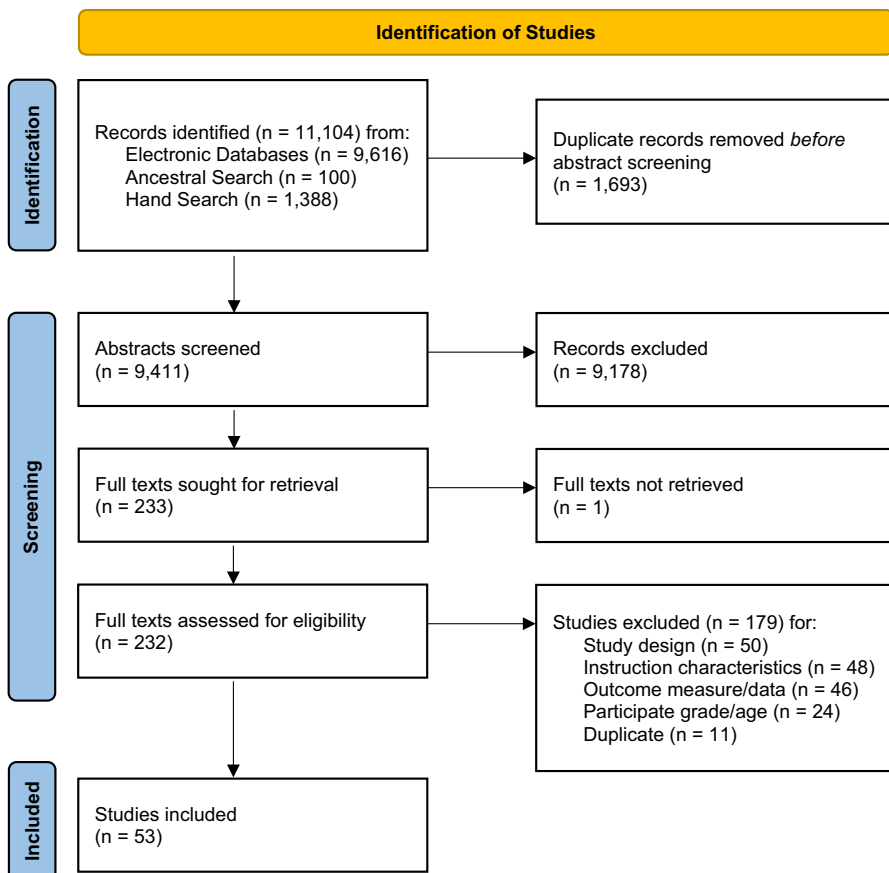 Identification of Studies
Identification
Records identified (n = 11,104) from:
Electronic Databases (n = 9,616)
Ancestral Search (n = 100)
Hand Search (n = 1,388)
Duplicate records removed before
abstract screening
(n = 1,693)
Screening
Abstracts screened
(n = 9,411)
Records excluded
(n = 9,178)
Full texts sought for retrieval
(n = 233)
Full texts not retrieved
(n = 1)
Full texts assessed for eligibility
(n = 232)
Studies excluded (n = 179) for:
Study design (n = 50)
Instruction characteristics (n = 48)
Outcome measure/data (n = 46)
Participate grade/age (n = 24)
Duplicate (n = 11)
Included
Studies included
(n = 53)